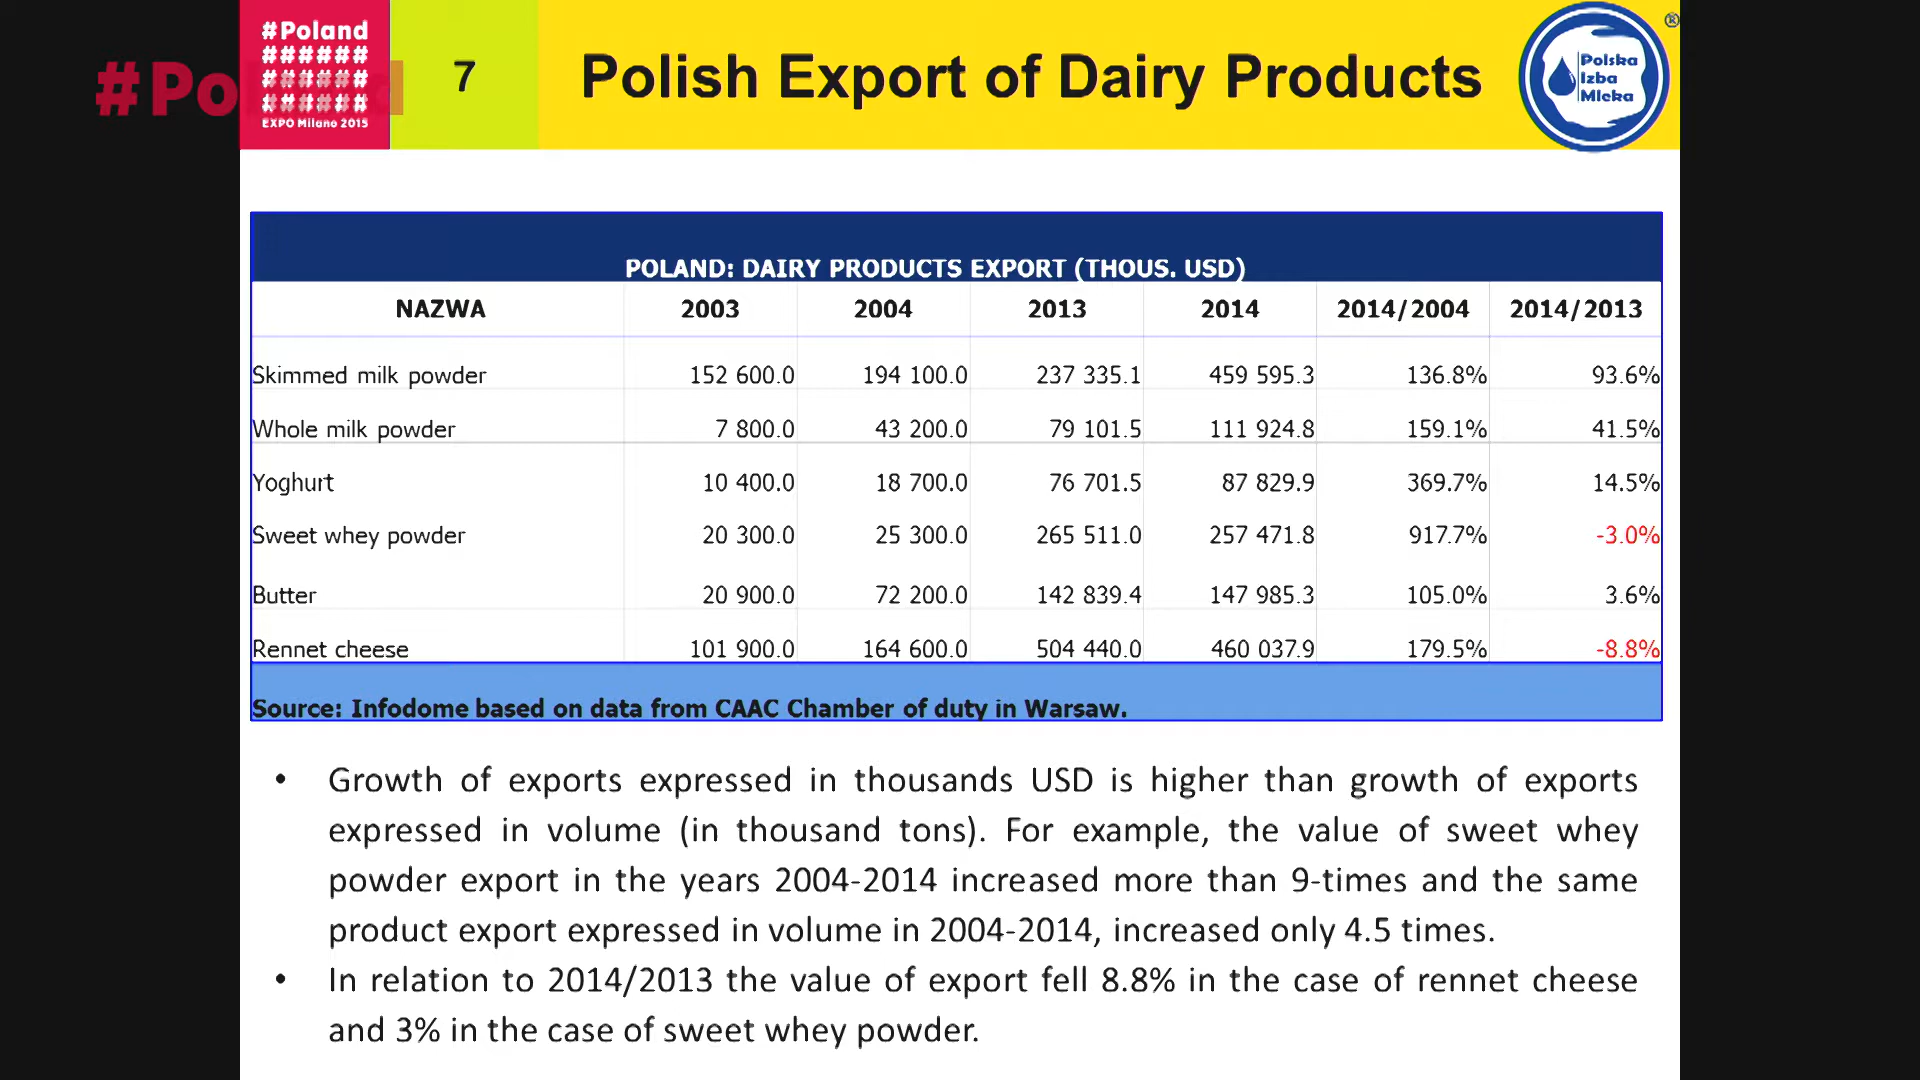 #Poland
######
######
######
EXPO Milano 2015
#Po
7
Polish Export of Dairy Products
®
Polska
Izba
Mleka
POLAND: DAIRY PRODUCTS EXPORT (THOUS. USD)
NAZWA 2003 2004 2013 2014 2014/2004 2014/2013
Skimmed milk powder 152 600.0 194 100.0 237 335.1 459 595.3 136.8% 93.6%
Whole milk powder 7 800.0 43 200.0 79 101.5 111 924.8 159.1% 41.5%
Yoghurt 10 400.0 18 700.0 76 701.5 87 829.9 369.7% 14.5%
Sweet whey powder 20 300.0 25 300.0 265 511.0 257 471.8 917.7% -3.0%
Butter 20 900.0 72 200.0 142 839.4 147 985.3 105.0% 3.6%
Rennet cheese 101 900.0 164 600.0 504 440.0 460 037.9 179.5% -8.8%
Source: Infodome based on data from CAAC Chamber of duty in Warsaw.
• Growth of exports expressed in thousands USD is higher than growth of exports
expressed in volume (in thousand tons). For example, the value of sweet whey
powder export in the years 2004-2014 increased more than 9-times and the same
product export expressed in volume in 2004-2014, increased only 4.5 times.
• In relation to 2014/2013 the value of export fell 8.8% in the case of rennet cheese
and 3% in the case of sweet whey powder.